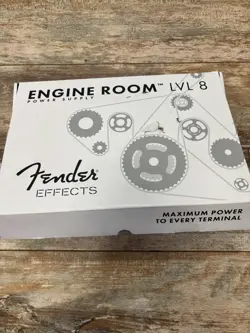 ENGINE ROOM™ LVL 8
POWER SUPPLY
Fender
EFFECTS
MAXIMUM POWER
TO EVERY TERMINAL